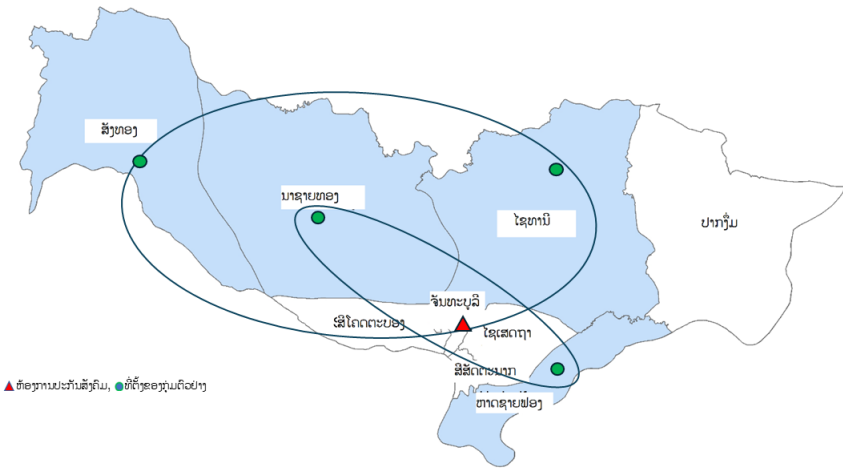 ສັງທອງ
ນາຊາຍທອງ
ໄຊທານີ
ປາກງື່ມ
ຈັນທະບູລີ
ສີໂຄດຕະບອງ
ໄຊເສດຖາ
ສີສັດຕະນາກ
ຫາດຊາຍຟອງ
ຫ້ອງການປະກັນສັງຄົມ, ທີ່ຕັ້ງຂອງກຸ່ມຕົວຢ່າງ